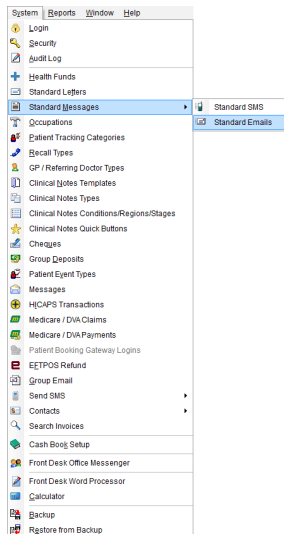 System Reports Window Help
Login
Security
Audit Log
Health Funds
Standard Letters
Standard Messages
Standard SMS
Occupations
Standard Emails
Patient Tracking Categories
Recall Types
GP / Referring Doctor Types
Clinical Notes Templates
Clinical Notes Types
Clinical Notes Conditions/Regions/Stages
Clinical Notes Quick Buttons
Cheques
Group Deposits
Patient Event Types
Messages
HICAPS Transactions
Medicare / DVA Claims
Medicare / DVA Payments
Patient Booking Gateway Logins
EFTPOS Refund
Group Email
Send SMS
Contacts
Search Invoices
Cash Book Setup
Front Desk Office Messenger
Front Desk Word Processor
Calculator
Backup
Restore from Backup